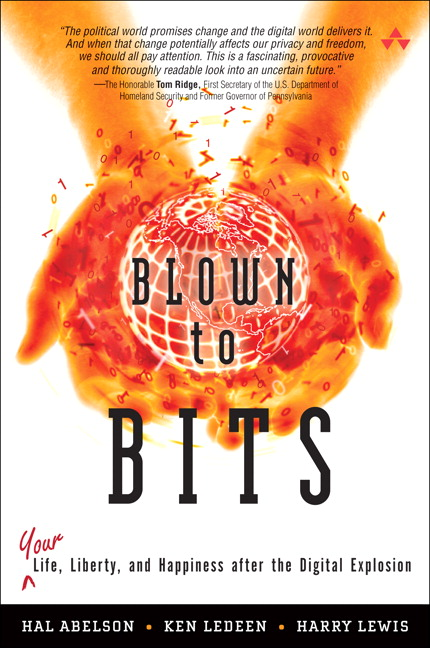 "The political world promises change and the digital world delivers it.
And when that change potentially affects our privacy and freedom,
we should all pay attention. This is a fascinating, provocative
and thoroughly readable look into an uncertain future."
—The Honorable Tom Ridge, First Secretary of the U.S. Department of
Homeland Security and Former Governor of Pennsylvania
BLOWN
to
BITS
Your
Life, Liberty, and Happiness after the Digital Explosion
HAL ABELSON • KEN LEDEEN • HARRY LEWIS